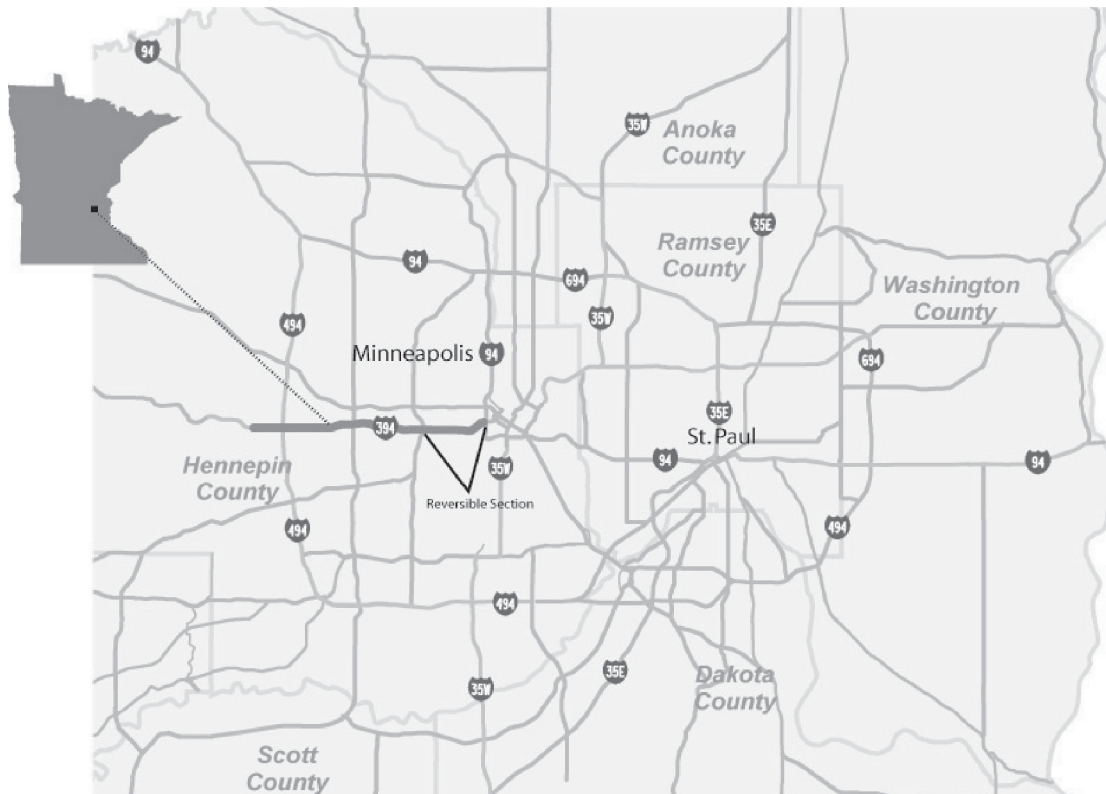 94
35W
Anoka
County
35E
Ramsey
County
94
694
Washington
County
494
35W
Minneapolis
94
694
35E
394
St. Paul
Hennepin
County
35W
94
94
Reversible Section
494
494
494
35E
35W
Dakota
County
Scott
County